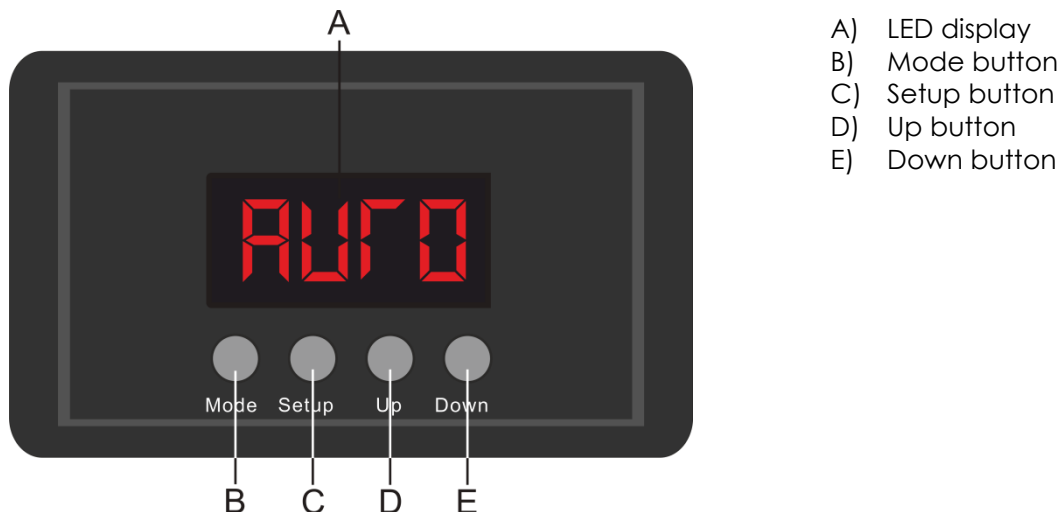 A
AUTO
Mode Setup Up Down
B C D E
A) LED display
B) Mode button
C) Setup button
D) Up button
E) Down button